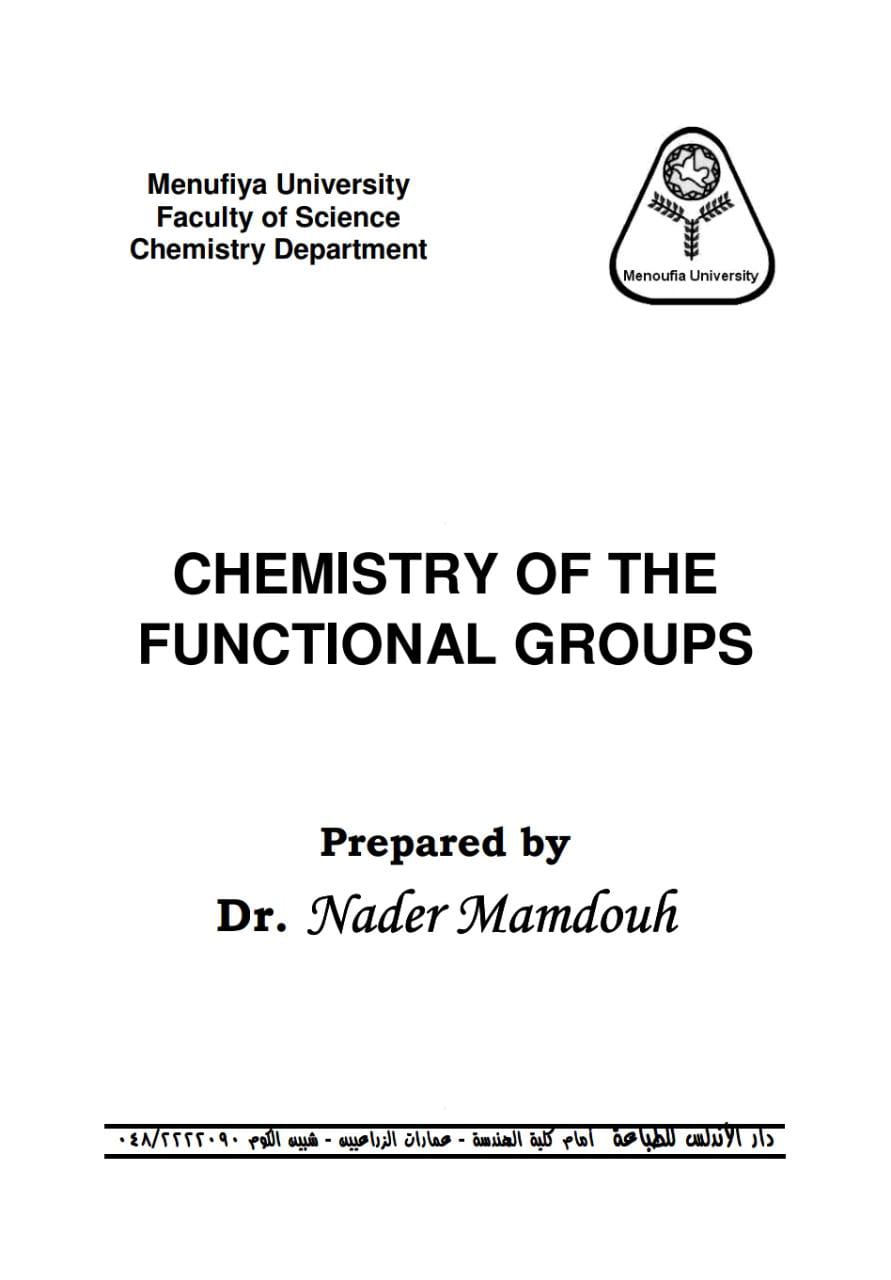 Menufiya University
Faculty of Science
Chemistry Department
Menoufia University
CHEMISTRY OF THE
FUNCTIONAL GROUPS
Prepared by
Dr. Nader Mamdouh
دار الأندلس للطباعة أمام كلية الهندسة - عمارات الزراعيين - شبين الكوم ٠٤٨/٢٢٢٢٠٩٠